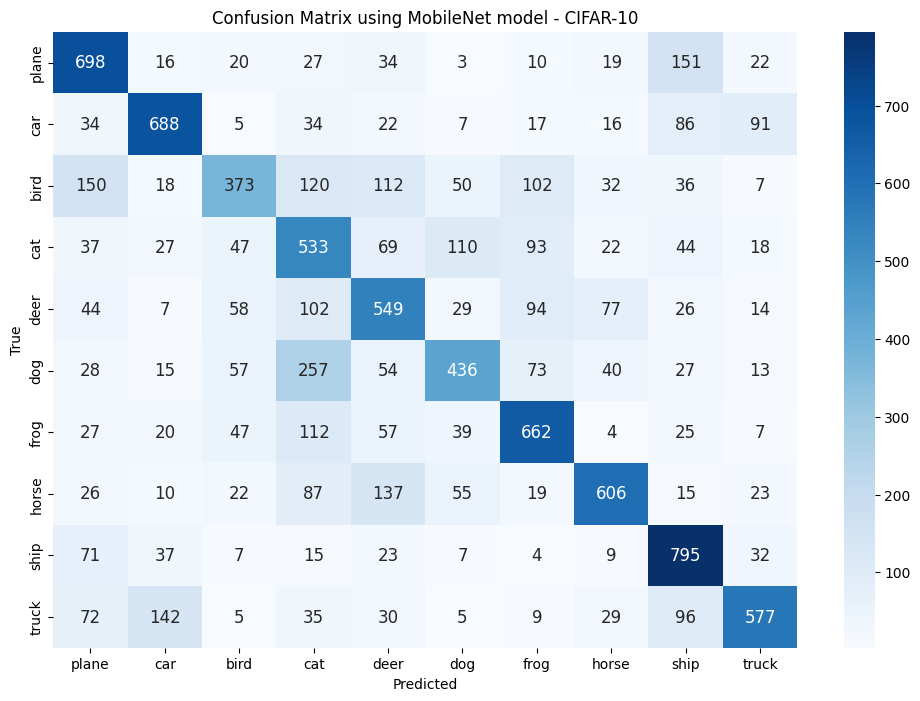 Confusion Matrix using MobileNet model - CIFAR-10
plane 698 16 20 27 34 3 10 19 151 22
car 34 688 5 34 22 7 17 16 86 91
bird 150 18 373 120 112 50 102 32 36 7
cat 37 27 47 533 69 110 93 22 44 18
deer 44 7 58 102 549 29 94 77 26 14
dog 28 15 57 257 54 436 73 40 27 13
frog 27 20 47 112 57 39 662 4 25 7
horse 26 10 22 87 137 55 19 606 15 23
ship 71 37 7 15 23 7 4 9 795 32
truck 72 142 5 35 30 5 9 29 96 577
plane car bird cat deer dog frog horse ship truck
Predicted
True
700
600
500
400
300
200
100